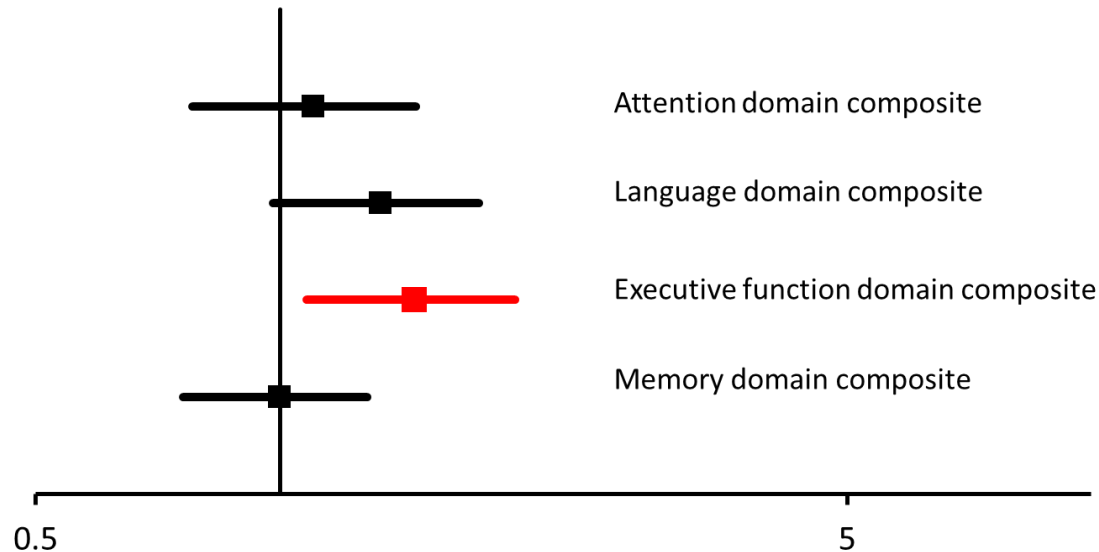 Attention domain composite
Language domain composite
Executive function domain composite
Memory domain composite
0.5 5